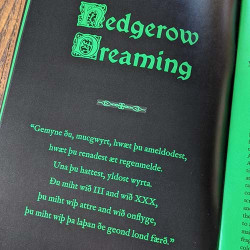 Hedgerow
Dreaming
“Gemyne ðu, mucgwyrt, hwæt þu ameldodest,
hwæt þu renadest æt regenmelde.
Una þu hattest, yldost wyrta.
Ðu miht wið III and wið XXX,
þu miht wiþ attre and wið onflyge,
þu miht wiþ þa laþan ðe geond lond færð.”